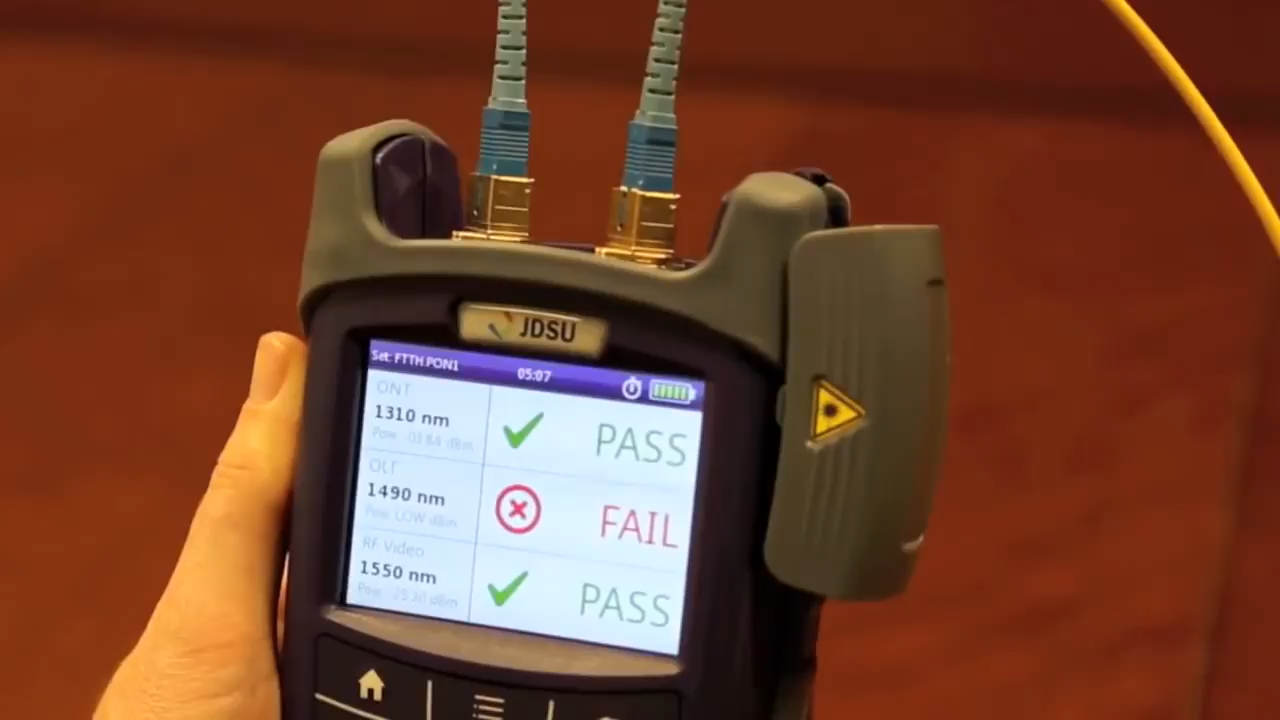 JDSU
Set: FTTH.PON1
05:07
ONT
1310 nm
PASS
OLT
1490 nm
Pow LOW dBm
FAIL
RF Video
1550 nm
PASS